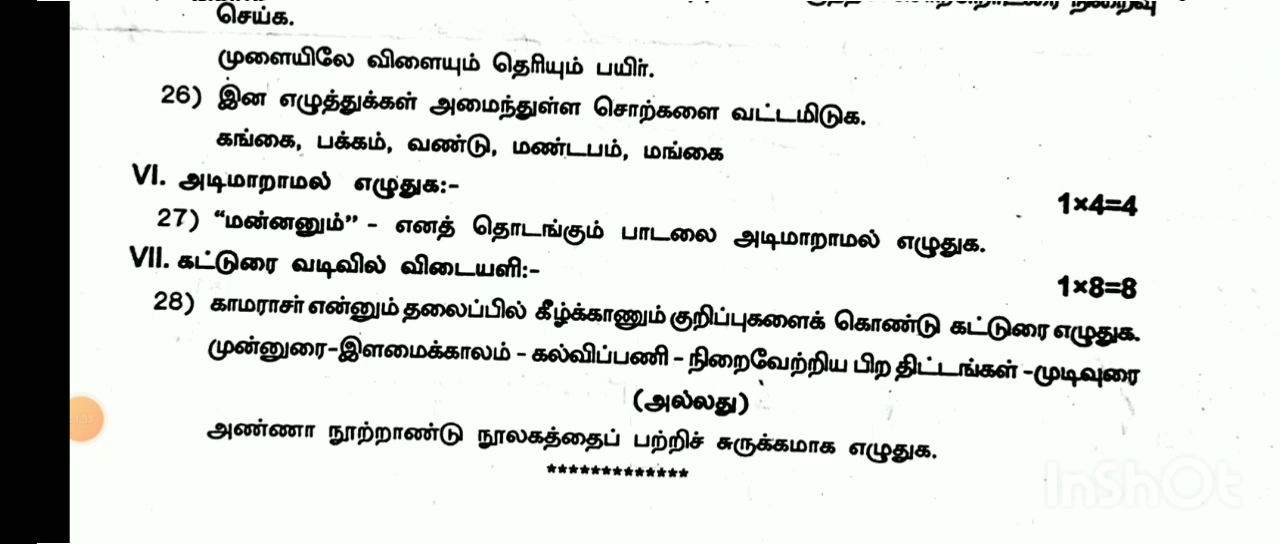 நிறைவு
செய்க.
முளையிலே விளையும் தெரியும் பயிர்.
26) இன எழுத்துக்கள் அமைந்துள்ள சொற்களை வட்டமிடுக.
கங்கை, பக்கம், வண்டு, மண்டபம், மங்கை
VI. அடிமாறாமல் எழுதுக:- 1×4=4
27) “மன்னனும்” - எனத் தொடங்கும் பாடலை அடிமாறாமல் எழுதுக.
VII. கட்டுரை வடிவில் விடையளி:- 1×8=8
28) காமராசர் என்னும் தலைப்பில் கீழ்க்காணும் குறிப்புகளைக் கொண்டு கட்டுரை எழுதுக.
முன்னுரை-இளமைக்காலம் - கல்விப்பணி - நிறைவேற்றிய பிற திட்டங்கள் -முடிவுரை
(அல்லது)
அண்ணா நூற்றாண்டு நூலகத்தைப் பற்றிச் சுருக்கமாக எழுதுக.
*************
InShOt